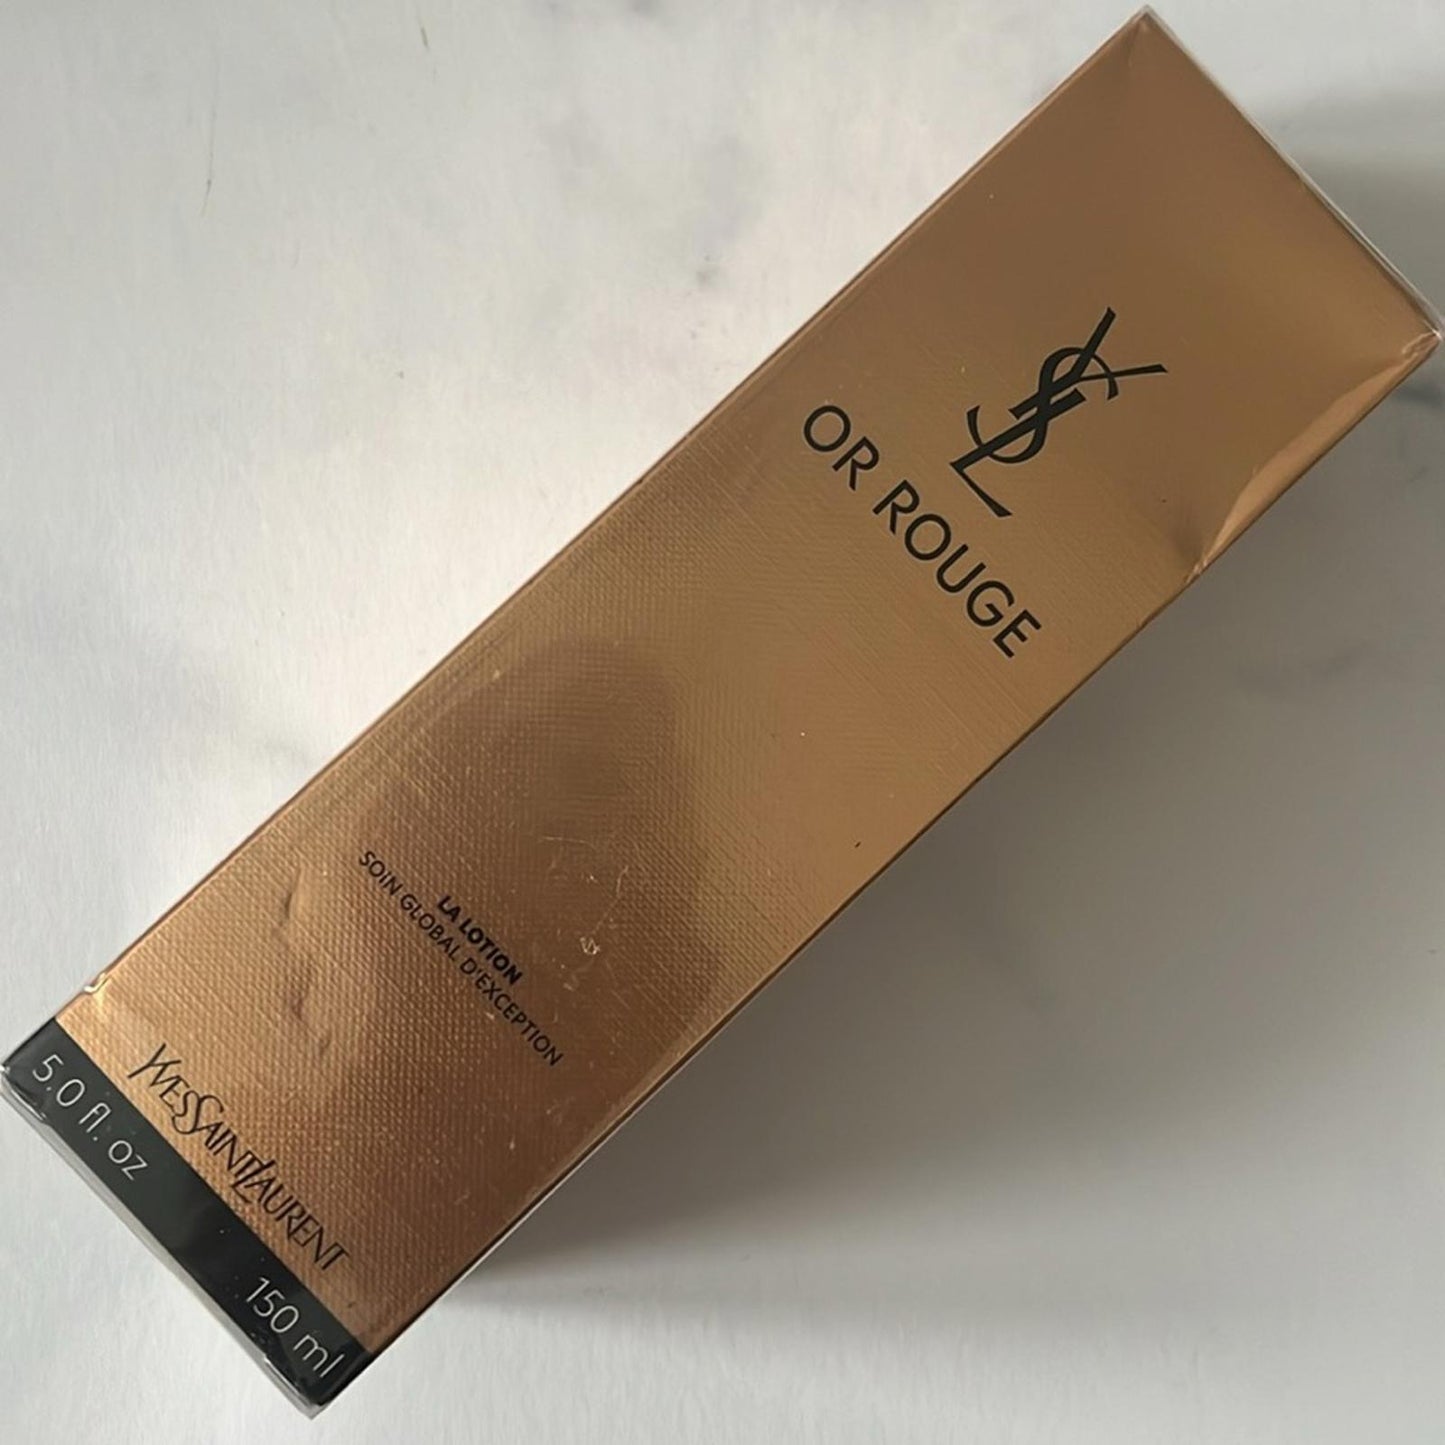 YSL
OR ROUGE
LA LOTION
SOIN GLOBAL D'EXCEPTION
YVESSAINTLAURENT
5.0 fl. oz 150 ml